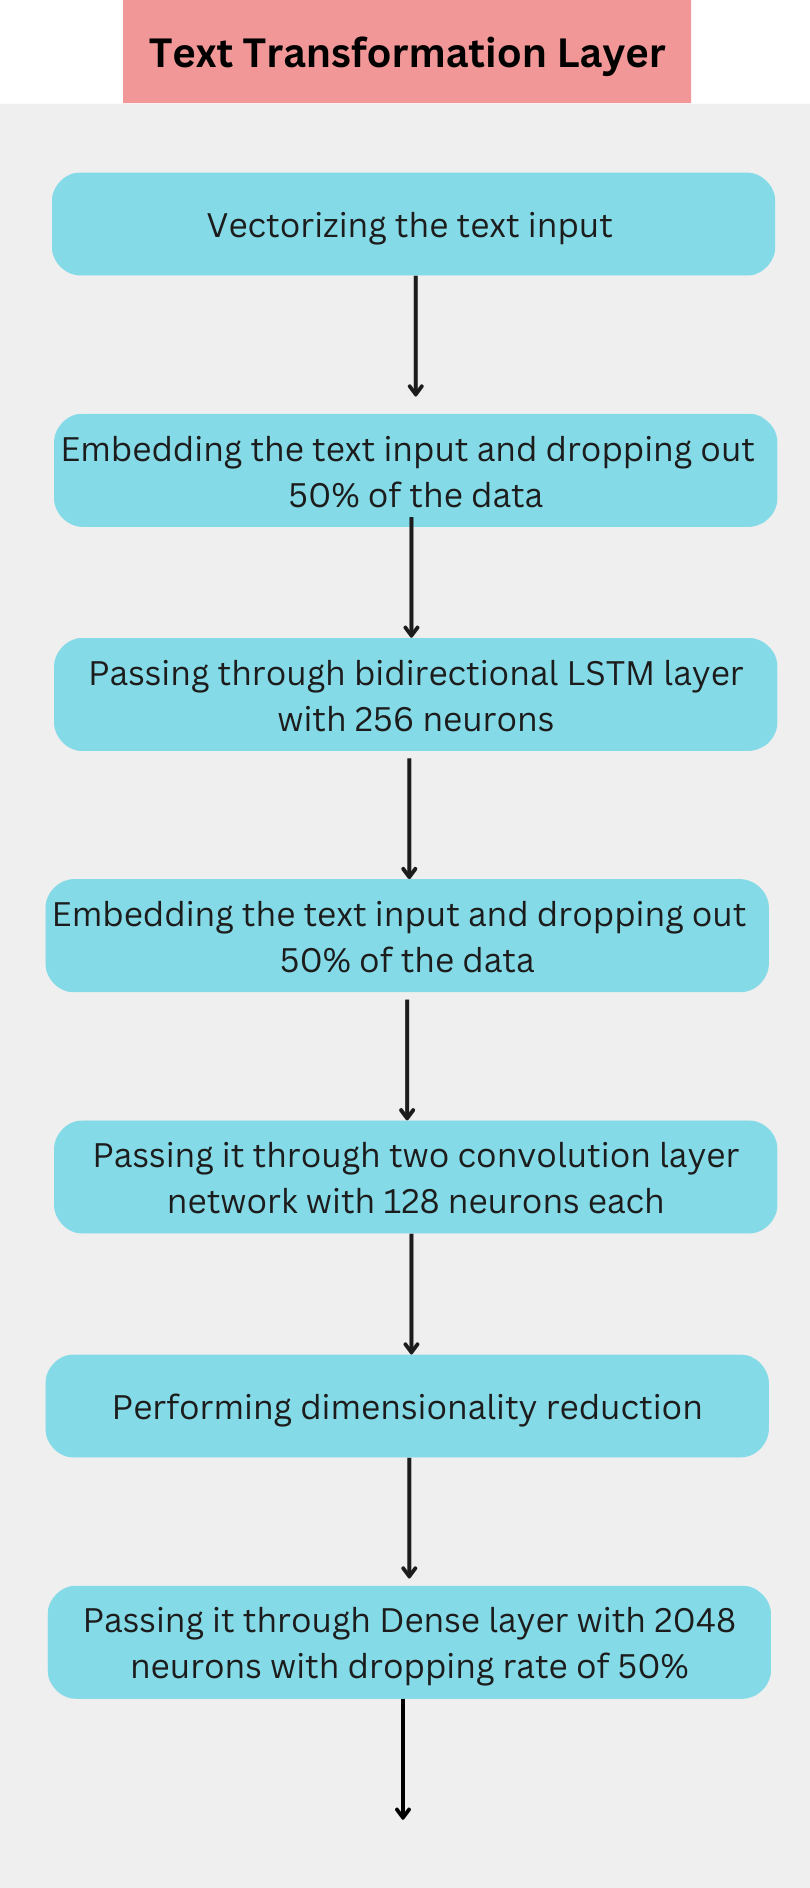 Text Transformation Layer
Vectorizing the text input
Embedding the text input and dropping out
50% of the data
Passing through bidirectional LSTM layer
with 256 neurons
Embedding the text input and dropping out
50% of the data
Passing it through two convolution layer
network with 128 neurons each
Performing dimensionality reduction
Passing it through Dense layer with 2048
neurons with dropping rate of 50%